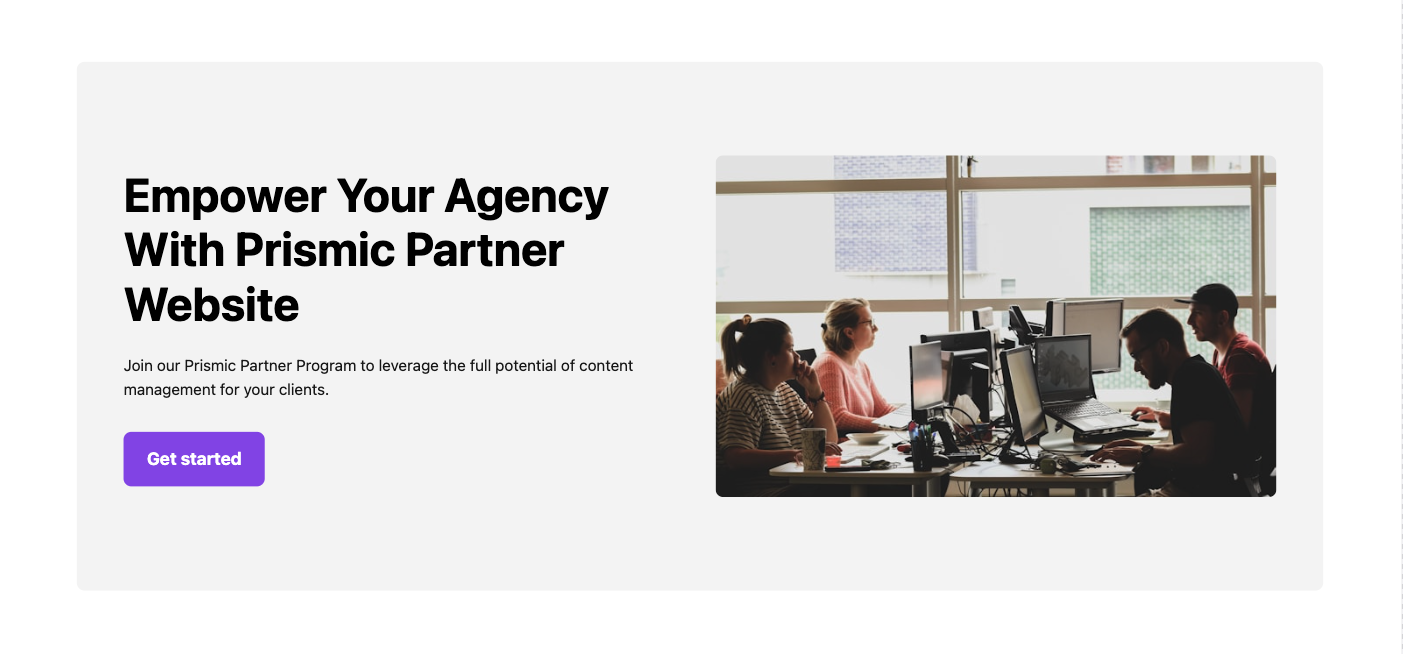 Empower Your Agency
With Prismic Partner
Website
Join our Prismic Partner Program to leverage the full potential of content
management for your clients.
Get started